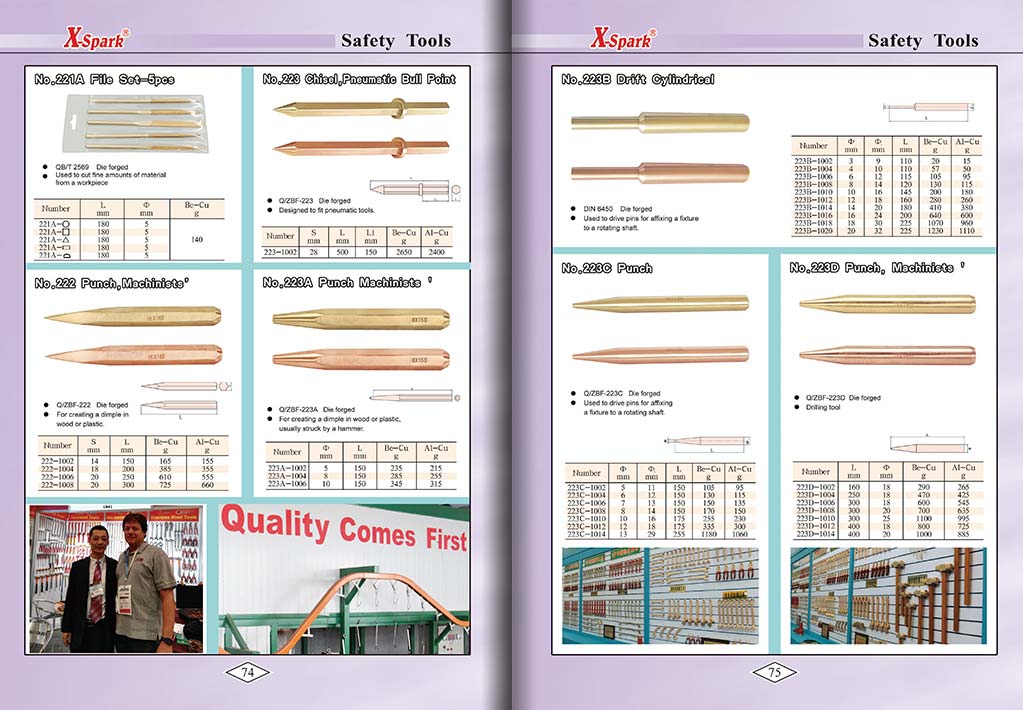 X-Spark®
Safety Tools
No.221A File Set-5pcs
QB/T 2569 Die forged
Used to cut fine amounts of material
from a workpiece
Number L mm Φ mm Be-Cu g
221A- 180 5 140
221A- 180 5
221A- 180 5
221A- 180 5
221A- 180 5
No.223 Chisel,Pneumatic Bull Point
Q/ZBF-223 Die forged
Designed to fit pneumatic tools.
Number S mm L mm L1 mm Be-Cu g Al-Cu g
223-1002 28 500 150 2650 2400
No.222 Punch,Machinists'
Q/ZBF-222 Die forged
For creating a dimple in
wood or plastic.
L
Number S mm L mm Be-Cu g Al-Cu g
222-1002 14 150 165 155
222-1004 18 200 385 355
222-1006 20 250 610 555
222-1008 20 300 725 660
No.223A Punch Machinists '
8X150
8X150
Q/ZBF-223A Die forged
For creating a dimple in wood or plastic,
usually struck by a hammer.
Number Φ mm L mm Be-Cu g Al-Cu g
223A-1002 5 150 235 215
223A-1004 8 150 285 255
223A-1006 10 150 345 315
Quality Comes First
74
X-Spark®
Safety Tools
No.223B Drift Cylindrical
DIN 6450 Die forged
Used to drive pins for affixing a fixture
to a rotating shaft.
L
Number Φ mm Φ1 mm L mm Be-Cu g Al-Cu g
223B-1002 3 9 110 20 15
223B-1004 4 10 110 57 50
223B-1006 6 12 115 105 95
223B-1008 8 14 120 130 115
223B-1010 10 16 145 200 180
223B-1012 12 18 160 280 260
223B-1014 14 20 180 410 380
223B-1016 16 24 200 640 600
223B-1018 18 30 225 1070 960
223B-1020 20 32 225 1230 1110
No.223C Punch
Q/ZBF-223C Die forged
Used to drive pins for affixing
a fixture to a rotating shaft.
L
Number Φ mm Φ1 mm L mm Be-Cu g Al-Cu g
223C-1002 5 11 150 105 95
223C-1004 6 12 150 130 115
223C-1006 7 13 150 150 135
223C-1008 8 14 150 170 150
223C-1010 10 16 175 255 230
223C-1012 12 18 175 335 300
223C-1014 13 29 255 1180 1060
No.223D Punch, Machinists '
Q/ZBF-223D Die forged
Drilling tool
L
Number L mm Φ mm Be-Cu g Al-Cu g
223D-1002 160 18 290 265
223D-1004 250 18 470 425
223D-1006 300 18 600 545
223D-1008 300 20 700 635
223D-1010 300 25 1100 995
223D-1012 400 18 800 725
223D-1014 400 20 1000 885
75